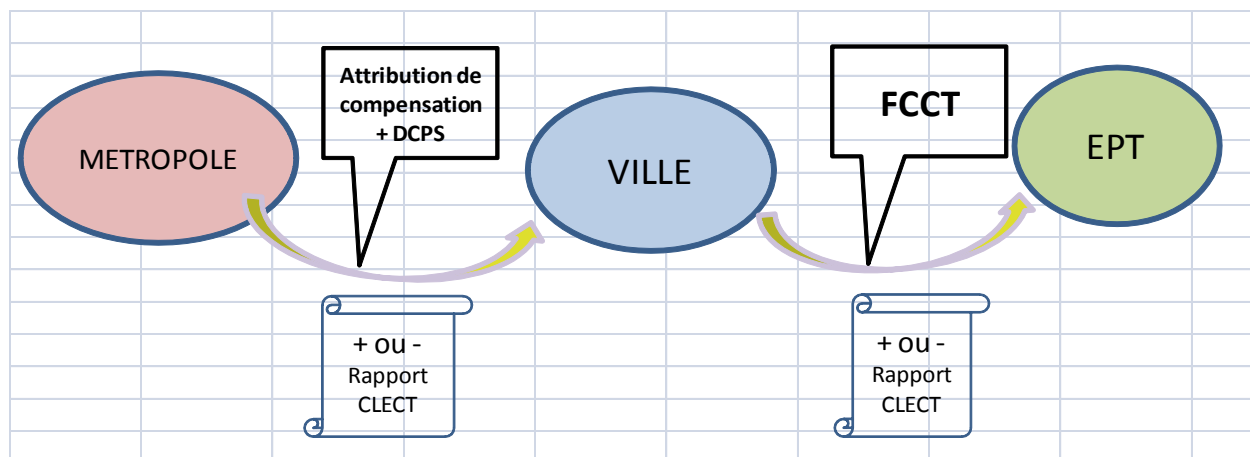 METROPOLE
Attribution de
compensation
+ DCPS
VILLE
FCCT
EPT
+ ou -
Rapport
CLECT
+ ou -
Rapport
CLECT